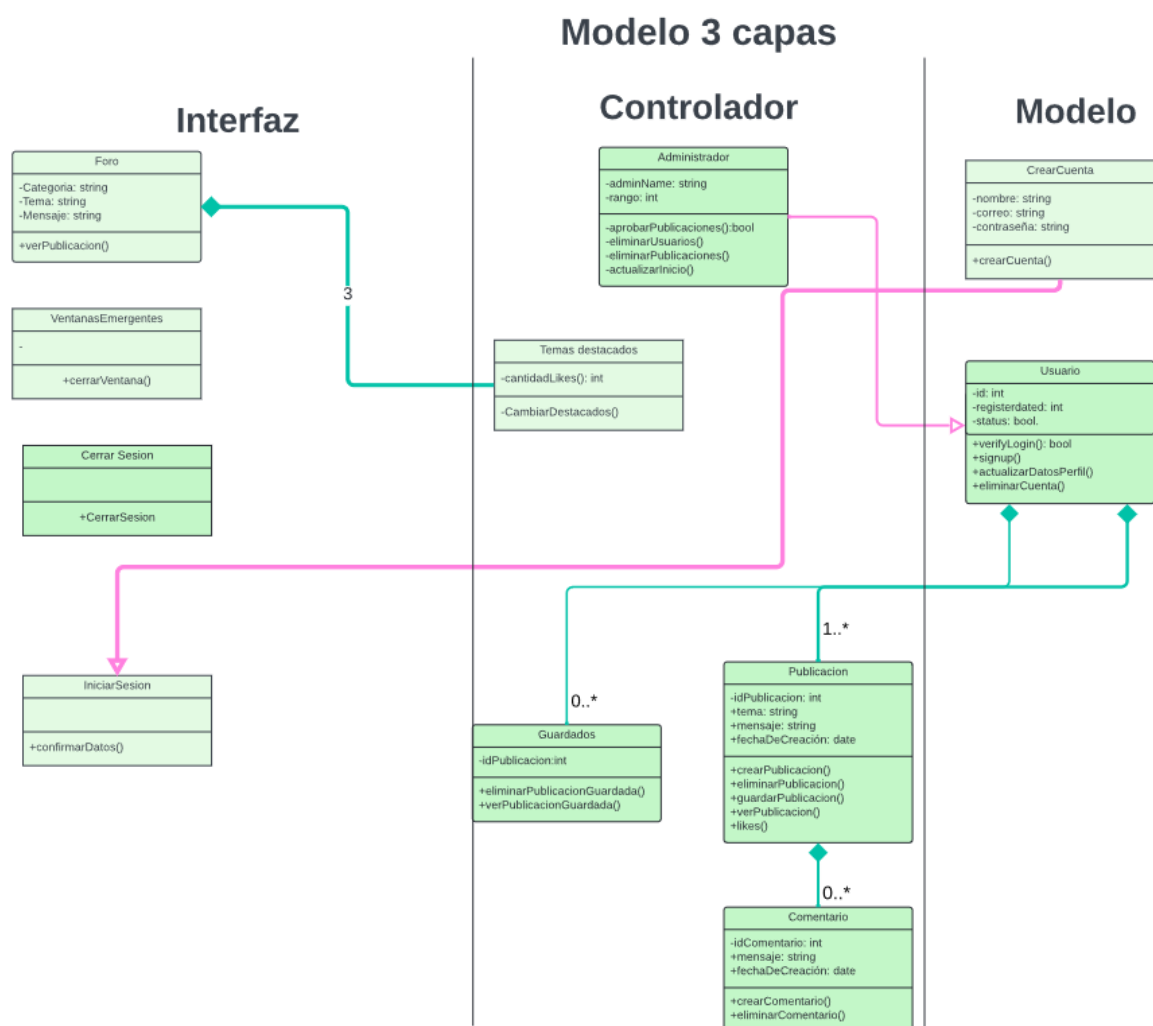 Modelo 3 capas
Interfaz
Controlador
Modelo
Foro
-Categoria: string
-Tema: string
-Mensaje: string
+verPublicacion()
3
VentanasEmergentes
-
+cerrarVentana()
Cerrar Sesion
+CerrarSesion
IniciarSesion
+confirmarDatos()
Administrador
-adminName: string
-rango: int
-aprobarPublicaciones():bool
-eliminarUsuarios()
-eliminarPublicaciones()
-actualizarInicio()
Temas destacados
-cantidadLikes(): int
-CambiarDestacados()
0..*
Guardados
-idPublicacion:int
+eliminarPublicacionGuardada()
+verPublicacionGuardada()
1..*
Publicacion
-idPublicacion: int
+tema: string
+mensaje: string
+fechaDeCreación: date
+crearPublicacion()
+eliminarPublicacion()
+guardarPublicacion()
+verPublicacion()
+likes()
0..*
Comentario
-idComentario: int
+mensaje: string
+fechaDeCreación: date
+crearComentario()
+eliminarComentario()
CrearCuenta
-nombre: string
-correo: string
-contraseña: string
+crearCuenta()
Usuario
-id: int
-registerdated: int
-status: bool.
+verifyLogin(): bool
+signup()
+actualizarDatosPerfil()
+eliminarCuenta()